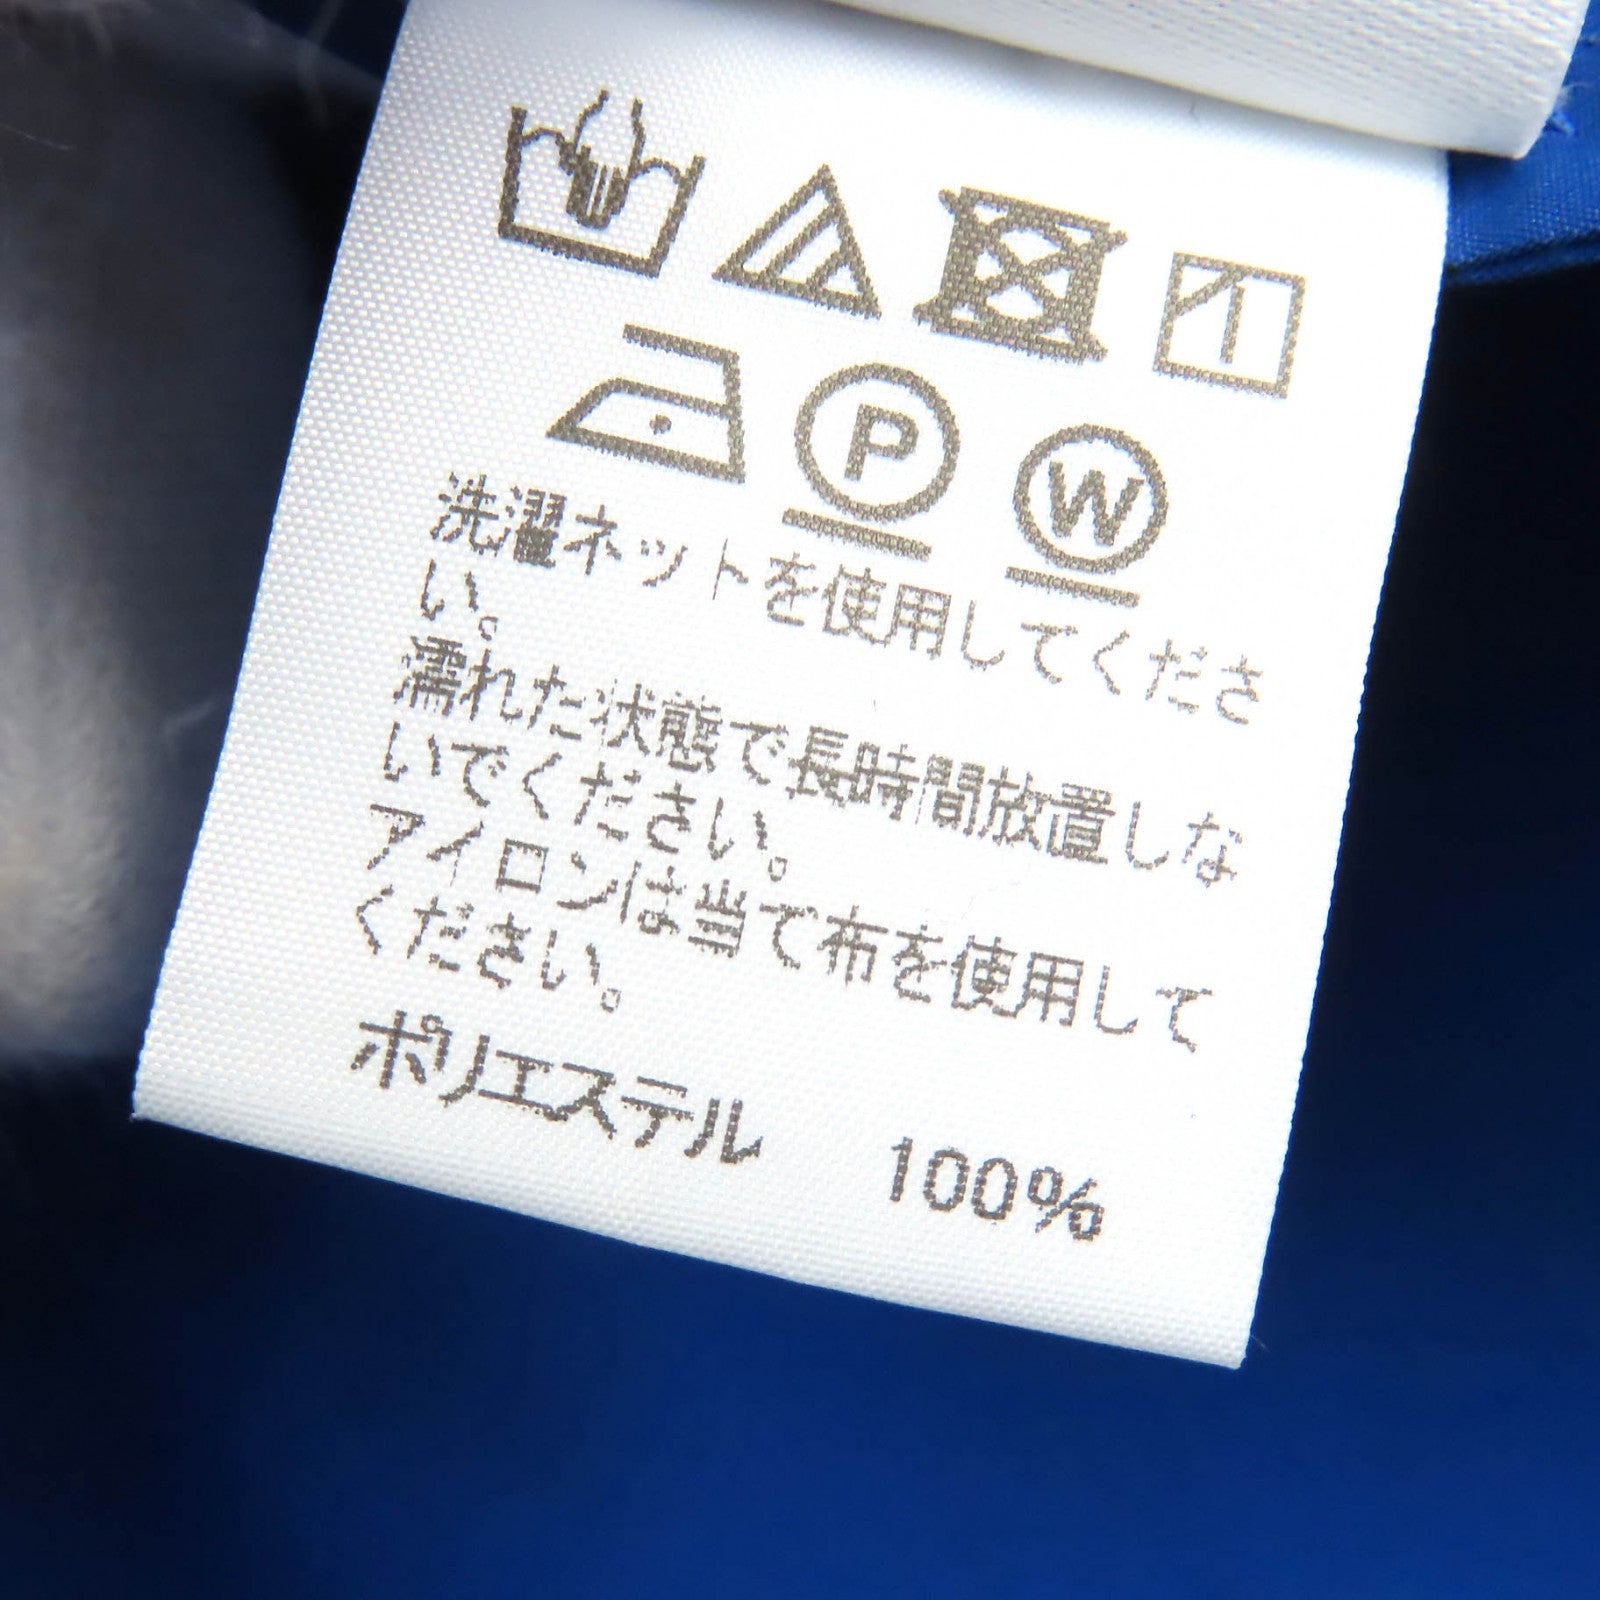 P W
洗濯ネットを使用してくださ
い。
濡れた状態で長時間放置しな
いでください。
アイロンは当て布を使用して
ください。
ポリエステル 100%